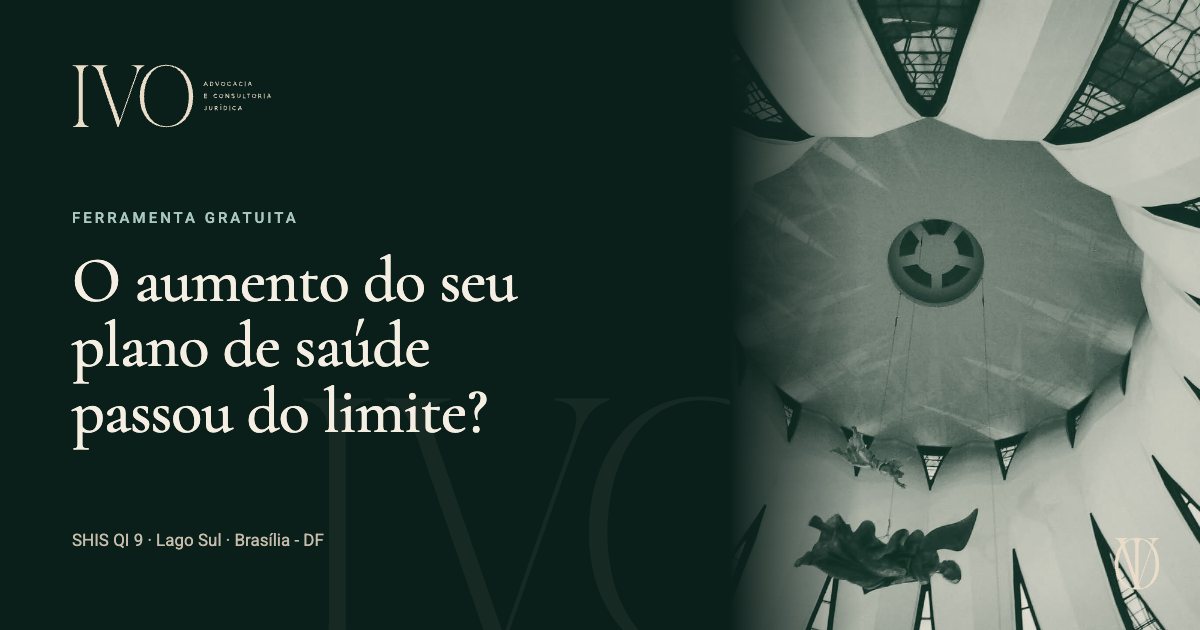 IVO
ADVOCACIA
E CONSULTORIA
JURÍDICA
FERRAMENTA GRATUITA
O aumento do seu
plano de saúde
passou do limite?
SHIS QI 9 · Lago Sul · Brasília - DF
IVO